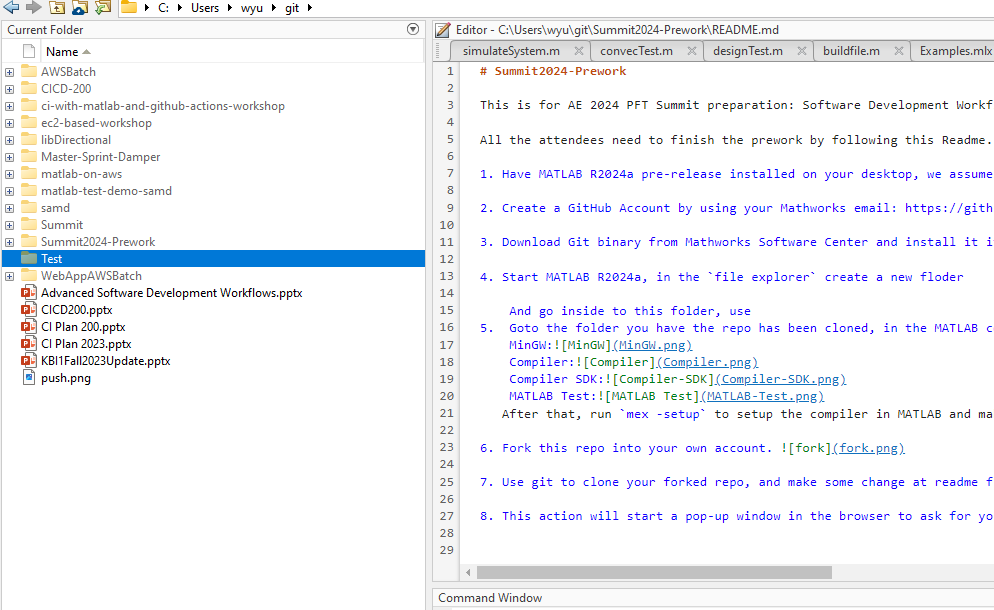 C: Users wyu git
Current Folder
Name
AWSBatch
CICD-200
ci-with-matlab-and-github-actions-workshop
ec2-based-workshop
libDirectional
Master-Sprint-Damper
matlab-on-aws
matlab-test-demo-samd
samd
Summit
Summit2024-Prework
Test
WebAppAWSBatch
Advanced Software Development Workflows.pptx
CICD200.pptx
CI Plan 200.pptx
CI Plan 2023.pptx
KBI1Fall2023Update.pptx
push.png
Editor - C:\Users\wyu\git\Summit2024-Prework\README.md
simulateSystem.m convecTest.m designTest.m buildfile.m Examples.mlx
1 # Summit2024-Prework
2
3 This is for AE 2024 PFT Summit preparation: Software Development Workf
4
5 All the attendees need to finish the prework by following this Readme.
6
7 1. Have MATLAB R2024a pre-release installed on your desktop, we assume
8
9 2. Create a GitHub Account by using your Mathworks email: https://gith
10
11 3. Download Git binary from Mathworks Software Center and install it i
12
13 4. Start MATLAB R2024a, in the `file explorer` create a new floder
14
15 And go inside to this folder, use
16 5. Goto the folder you have the repo has been cloned, in the MATLAB c
17 MinGW:![MinGW](MinGW.png)
18 Compiler:![Compiler](Compiler.png)
19 Compiler SDK:![Compiler-SDK](Compiler-SDK.png)
20 MATLAB Test:![MATLAB Test](MATLAB-Test.png)
21 After that, run `mex -setup` to setup the compiler in MATLAB and ma
22
23 6. Fork this repo into your own account. ![fork](fork.png)
24
25 7. Use git to clone your forked repo, and make some change at readme f
26
27 8. This action will start a pop-up window in the browser to ask for yo
28
29
Command Window